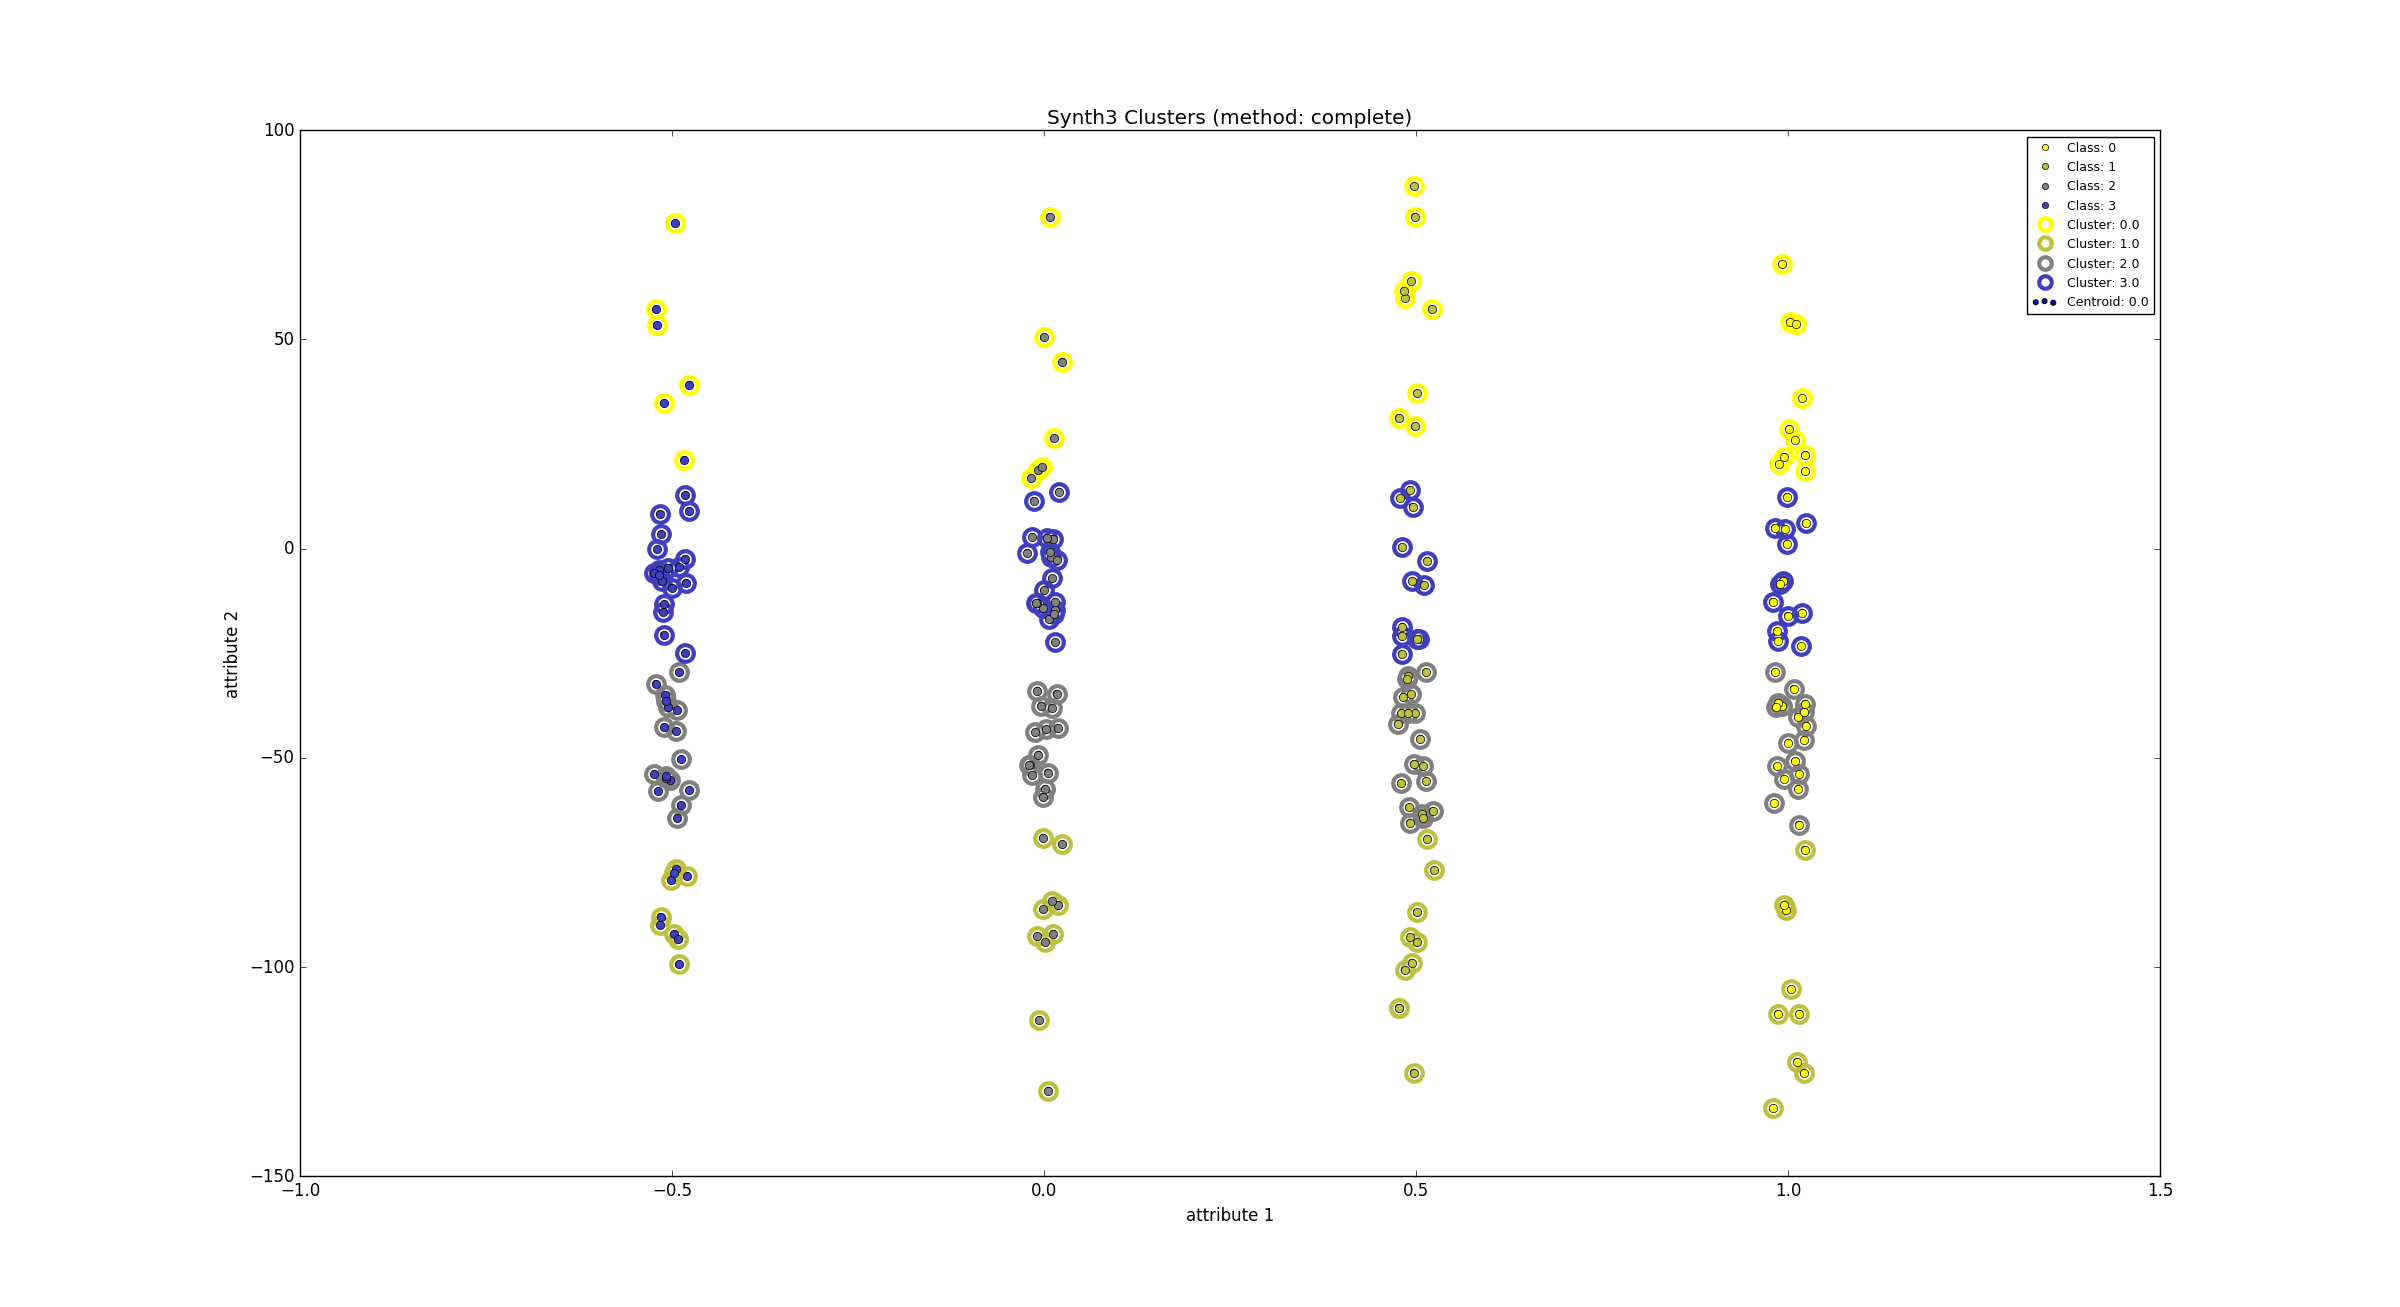 Synth3 Clusters (method: complete)
100
50
0
−50
−100
−150
attribute 2
−1.0
−0.5
0.0
0.5
1.0
1.5
attribute 1
Class: 0
Class: 1
Class: 2
Class: 3
Cluster: 0.0
Cluster: 1.0
Cluster: 2.0
Cluster: 3.0
Centroid: 0.0